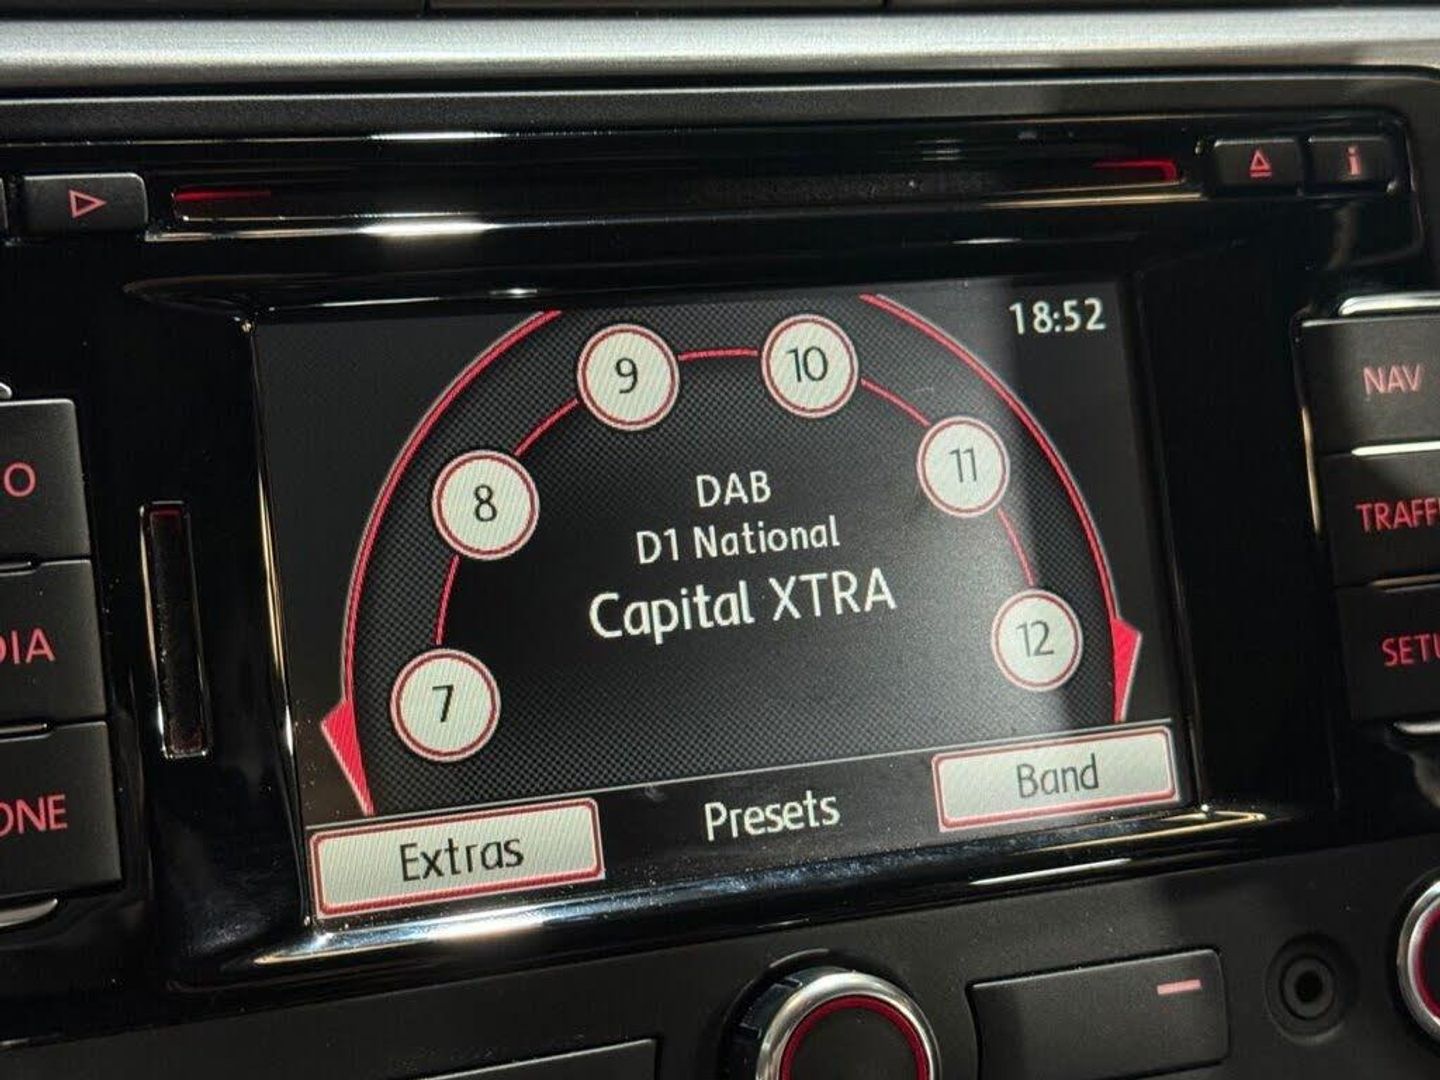 i
18:52
9
10
8
11
DAB
D1 National
Capital XTRA
7
12
Extras
Presets
Band
NAV